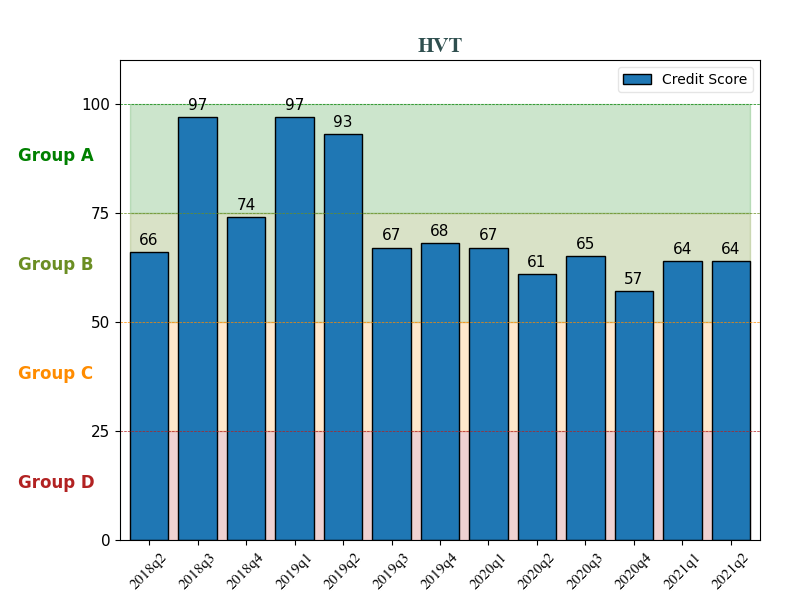 HVT
Credit Score
100
75
50
25
0
Group A
Group B
Group C
Group D
66
97
74
97
93
67
68
67
61
65
57
64
64
2018q2
2018q3
2018q4
2019q1
2019q2
2019q3
2019q4
2020q1
2020q2
2020q3
2020q4
2021q1
2021q2